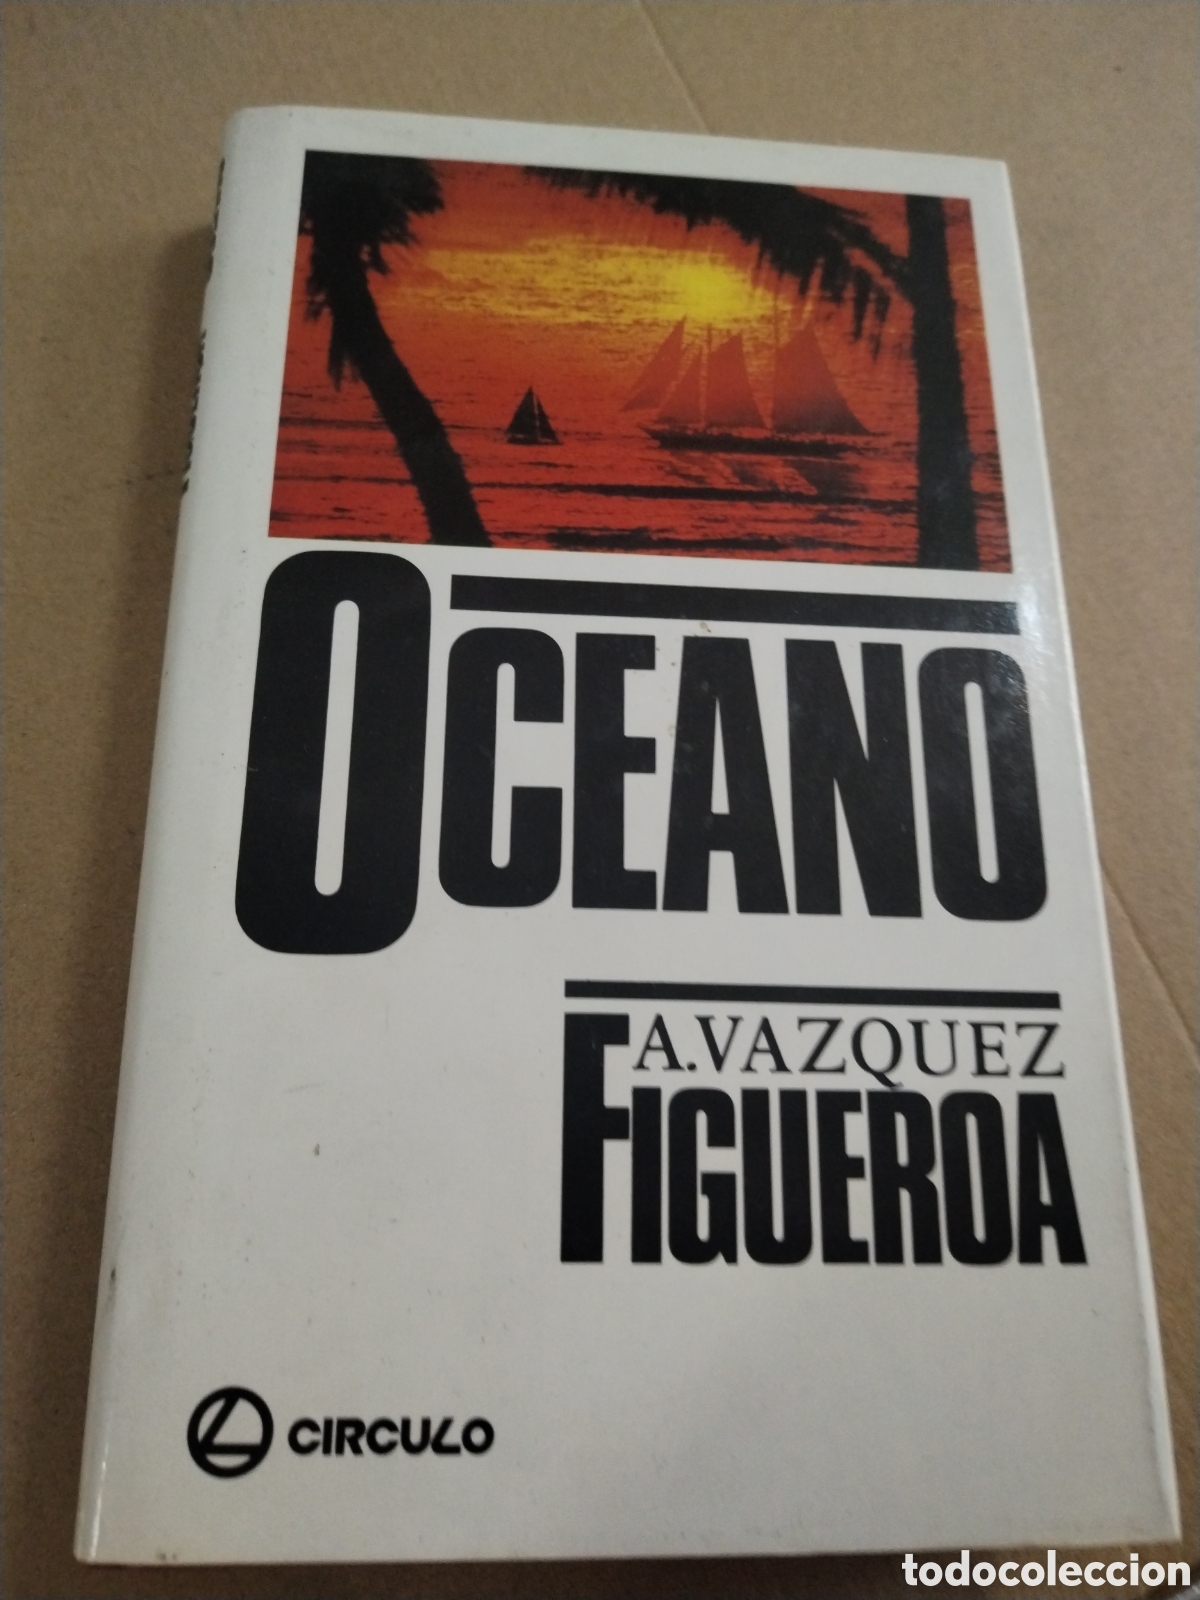 OCEANO
A.VAZQUEZ
FIGUEROA
CIRCULO
todocoleccion